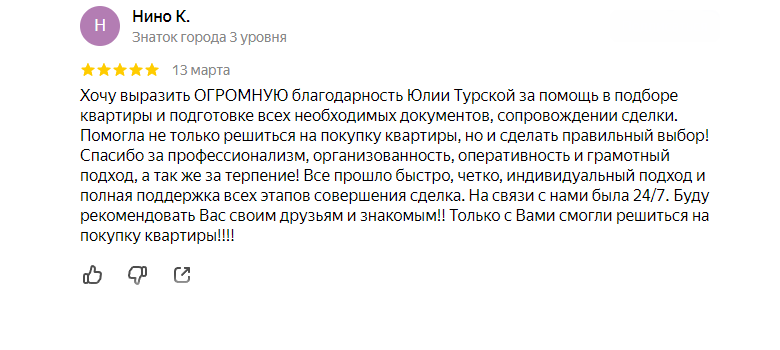 Н
Нино К.
Знаток города 3 уровня
13 марта
Хочу выразить ОГРОМНУЮ благодарность Юлии Турской за помощь в подборе
квартиры и подготовке всех необходимых документов, сопровождении сделки.
Помогла не только решиться на покупку квартиры, но и сделать правильный выбор!
Спасибо за профессионализм, организованность, оперативность и грамотный
подход, а так же за терпение! Все прошло быстро, четко, индивидуальный подход и
полная поддержка всех этапов совершения сделка. На связи с нами была 24/7. Буду
рекомендовать Вас своим друзьям и знакомым!! Только с Вами смогли решиться на
покупку квартиры!!!!